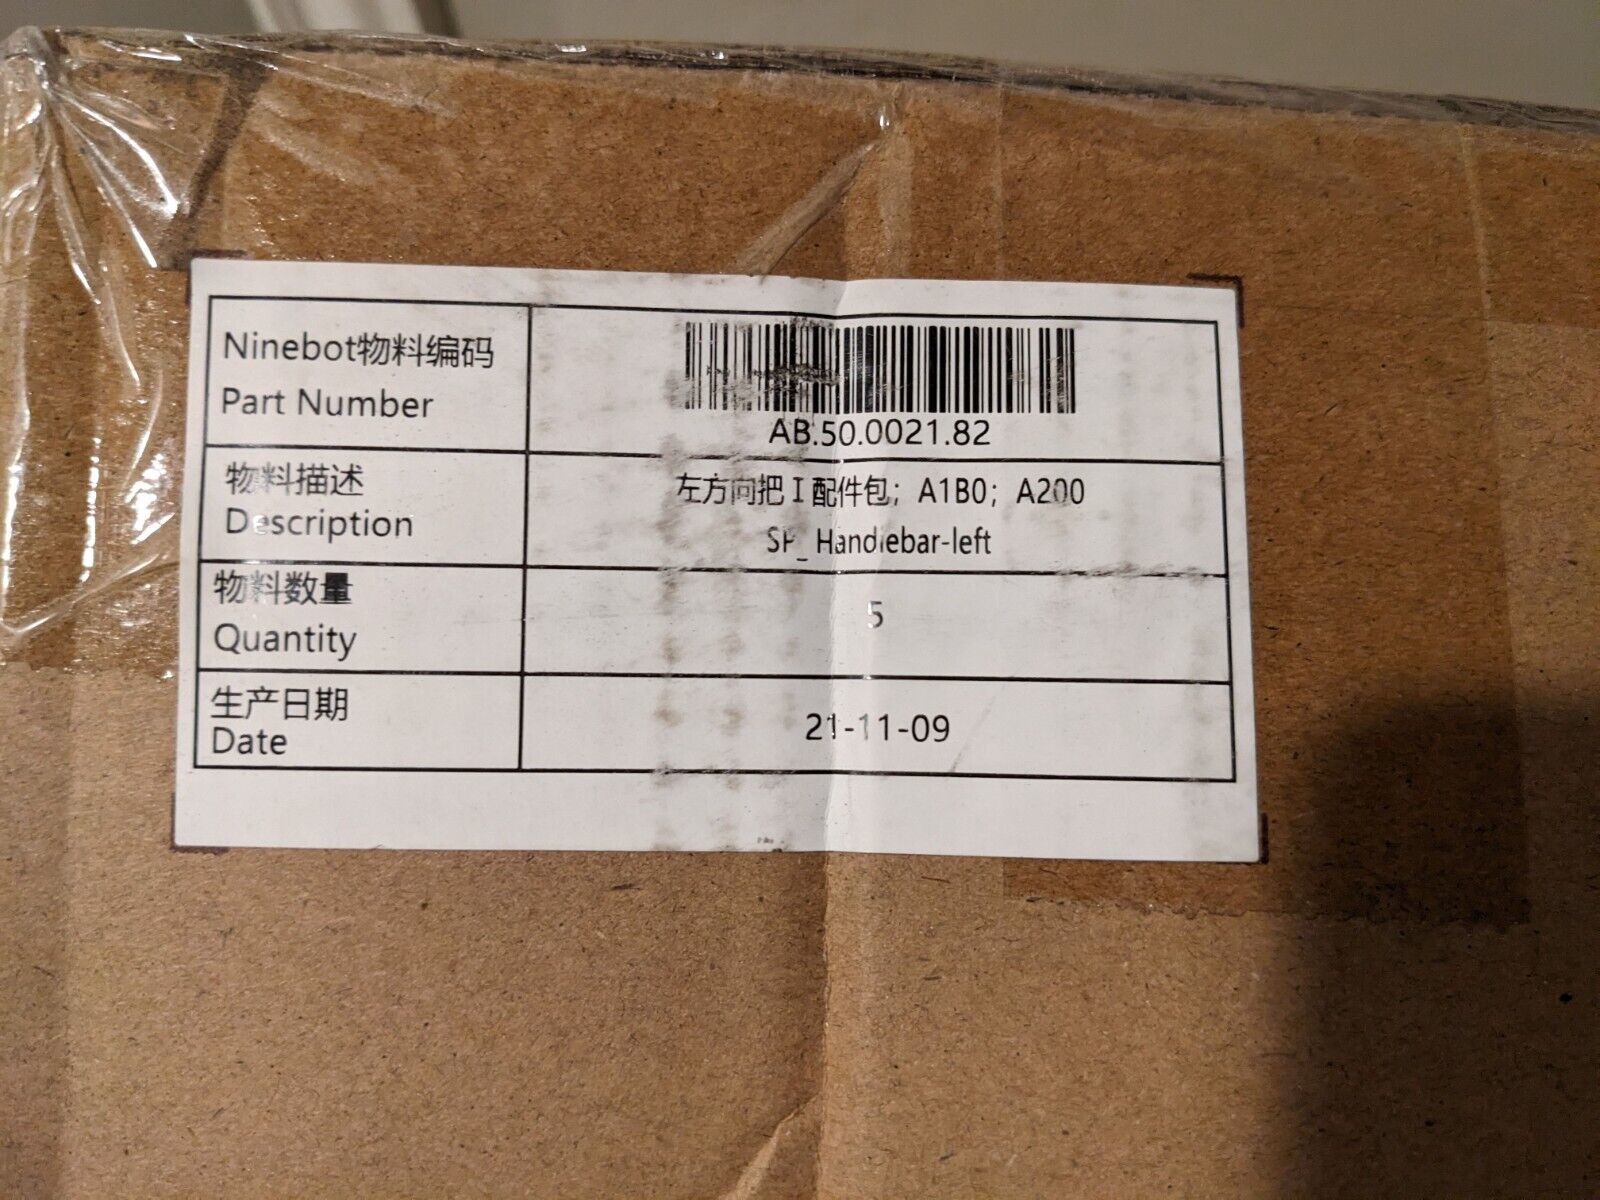 Ninebot物料编码
Part Number
AB.50.0021.82
物料描述
Description
左方向把Ⅰ配件包；A1B0；A200
SP_Handlebar-left
物料数量
Quantity
5
生产日期
Date
21-11-09